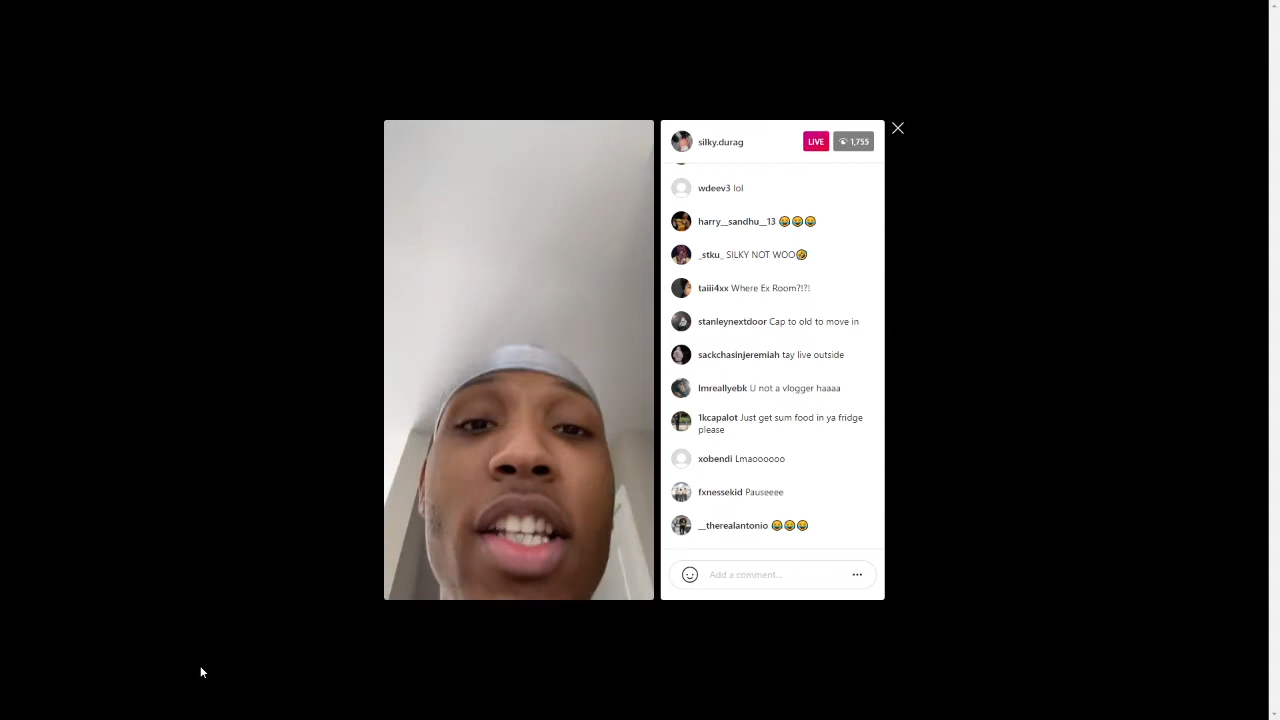 silky.durag LIVE 1,755
wdeev3 lol
harry__sandhu__13 😂😂😂
_stku_ SILKY NOT WOO🤣
taiii4xx Where Ex Room?!?!
stanleynextdoor Cap to old to move in
sackchasinjeremiah tay live outside
lmreallyebk U not a vlogger haaaa
1kcapalot Just get sum food in ya fridge
please
xobendi Lmaoooooo
fxnessekid Pauseeee
__therealantonio 😂😂😂
Add a comment...